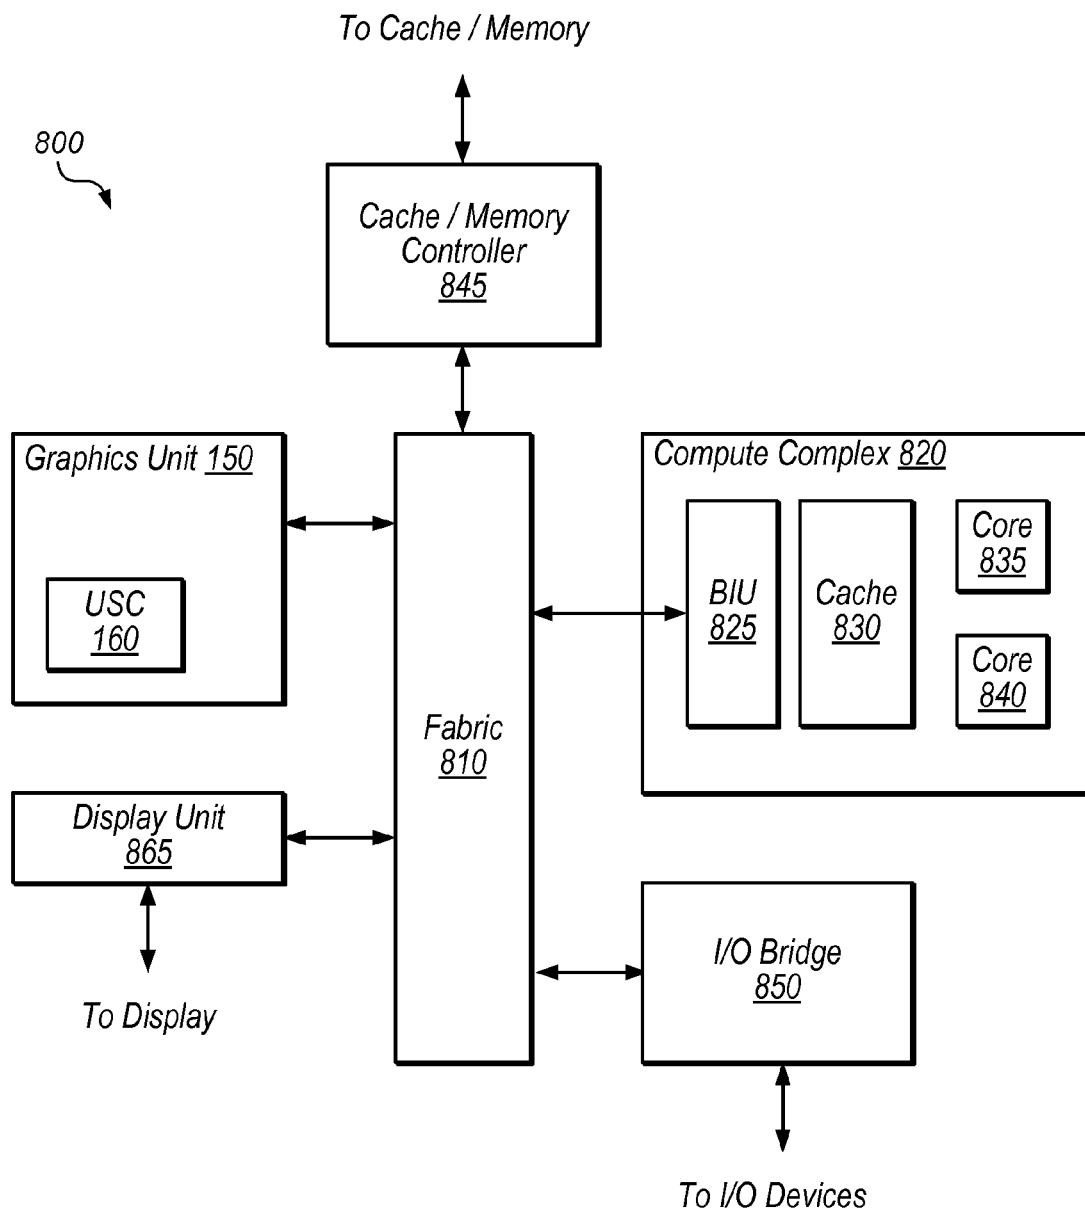 To Cache / Memory
800
Cache / Memory
Controller
845
Graphics Unit 150
USC
160
Compute Complex 820
BIU
825
Cache
830
Core
835
Core
840
Fabric
810
Display Unit
865
To Display
I/O Bridge
850
To I/O Devices